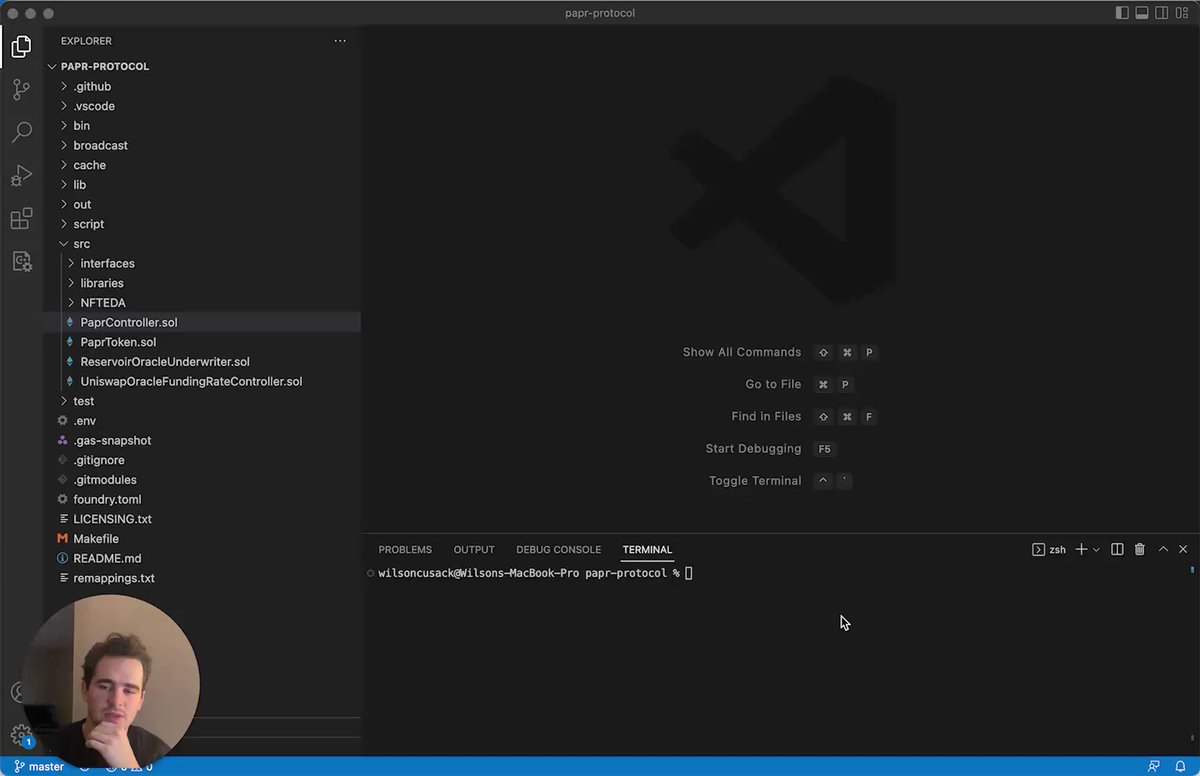 papr-protocol
EXPLORER
PAPR-PROTOCOL
.github
.vscode
bin
broadcast
cache
lib
out
script
src
interfaces
libraries
NFTEDA
PaprController.sol
PaprToken.sol
ReservoirOracleUnderwriter.sol
UniswapOracleFundingRateController.sol
test
.env
.gas-snapshot
.gitignore
.gitmodules
foundry.toml
LICENSING.txt
Makefile
README.md
remappings.txt
Show All Commands ⇧ ⌘ P
Go to File ⌘ P
Find in Files ⇧ ⌘ F
Start Debugging F5
Toggle Terminal ^ `
PROBLEMS OUTPUT DEBUG CONSOLE TERMINAL
zsh
wilsoncusack@Wilsons-MacBook-Pro papr-protocol %
1
master
0